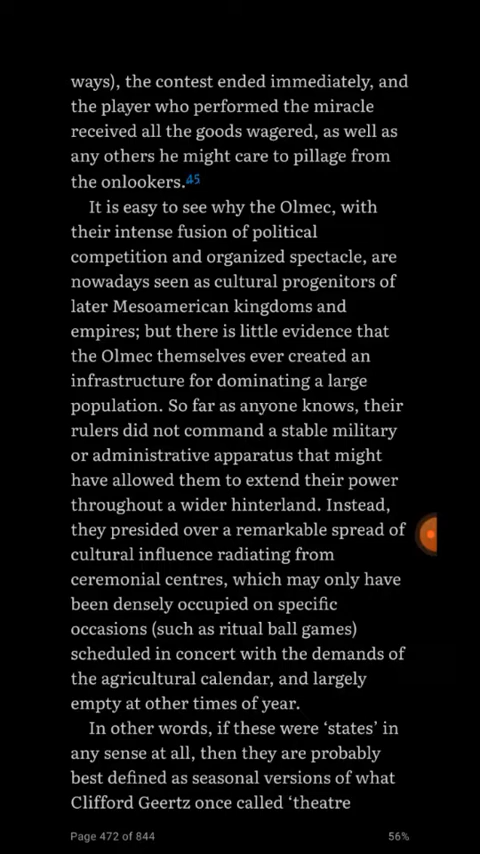 ways), the contest ended immediately, and
the player who performed the miracle
received all the goods wagered, as well as
any others he might care to pillage from
the onlookers.45
It is easy to see why the Olmec, with
their intense fusion of political
competition and organized spectacle, are
nowadays seen as cultural progenitors of
later Mesoamerican kingdoms and
empires; but there is little evidence that
the Olmec themselves ever created an
infrastructure for dominating a large
population. So far as anyone knows, their
rulers did not command a stable military
or administrative apparatus that might
have allowed them to extend their power
throughout a wider hinterland. Instead,
they presided over a remarkable spread of
cultural influence radiating from
ceremonial centres, which may only have
been densely occupied on specific
occasions (such as ritual ball games)
scheduled in concert with the demands of
the agricultural calendar, and largely
empty at other times of year.
In other words, if these were ‘states’ in
any sense at all, then they are probably
best defined as seasonal versions of what
Clifford Geertz once called ‘theatre
Page 472 of 844 56%